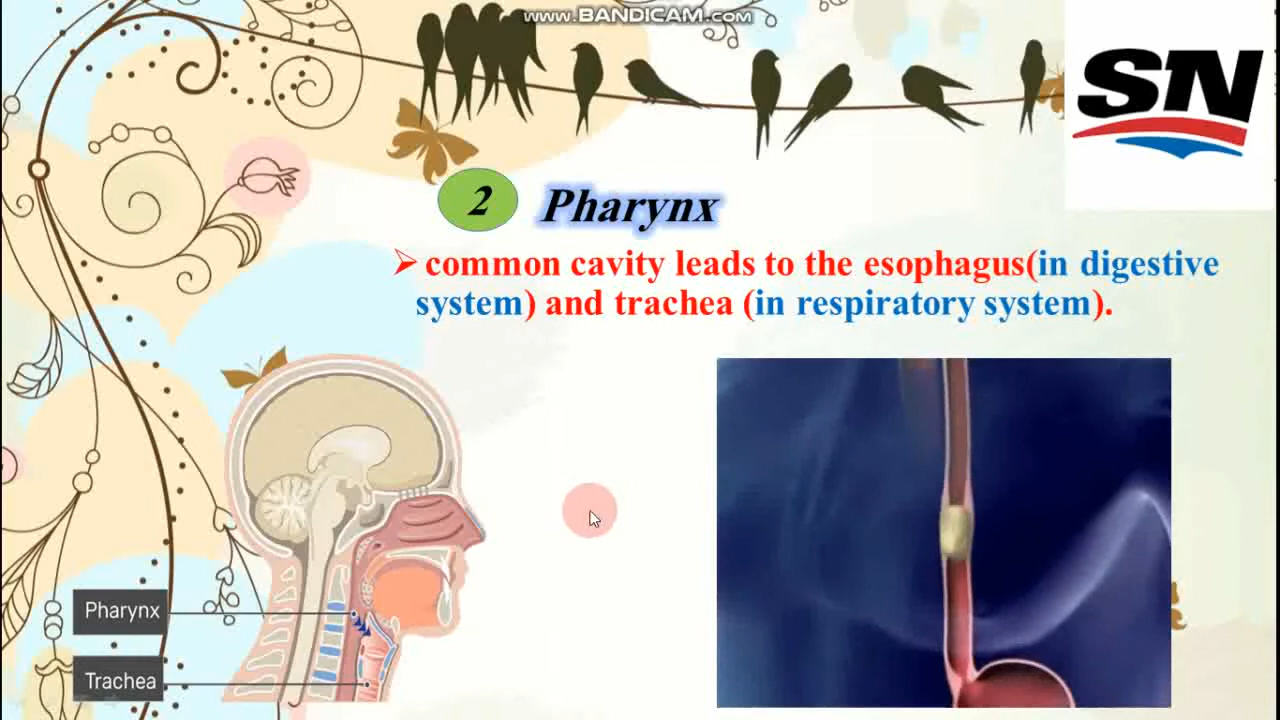 www.BANDICAM.com
SN
2 Pharynx
common cavity leads to the esophagus(in digestive
system) and trachea (in respiratory system).
Pharynx
Trachea